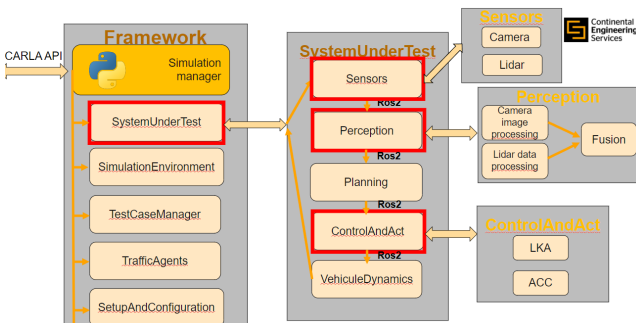 CARLA API
Framework
Simulation
manager
SystemUnderTest
SimulationEnvironment
TestCaseManager
TrafficAgents
SetupAndConfiguration
SystemUnderTest
Sensors
Ros2
Perception
Ros2
Planning
Ros2
ControlAndAct
Ros2
VehiculeDynamics
Sensors
Camera
Lidar
Continental
Engineering
Services
Perception
Camera
image
processing
Lidar data
processing
Fusion
ControlAndAct
LKA
ACC